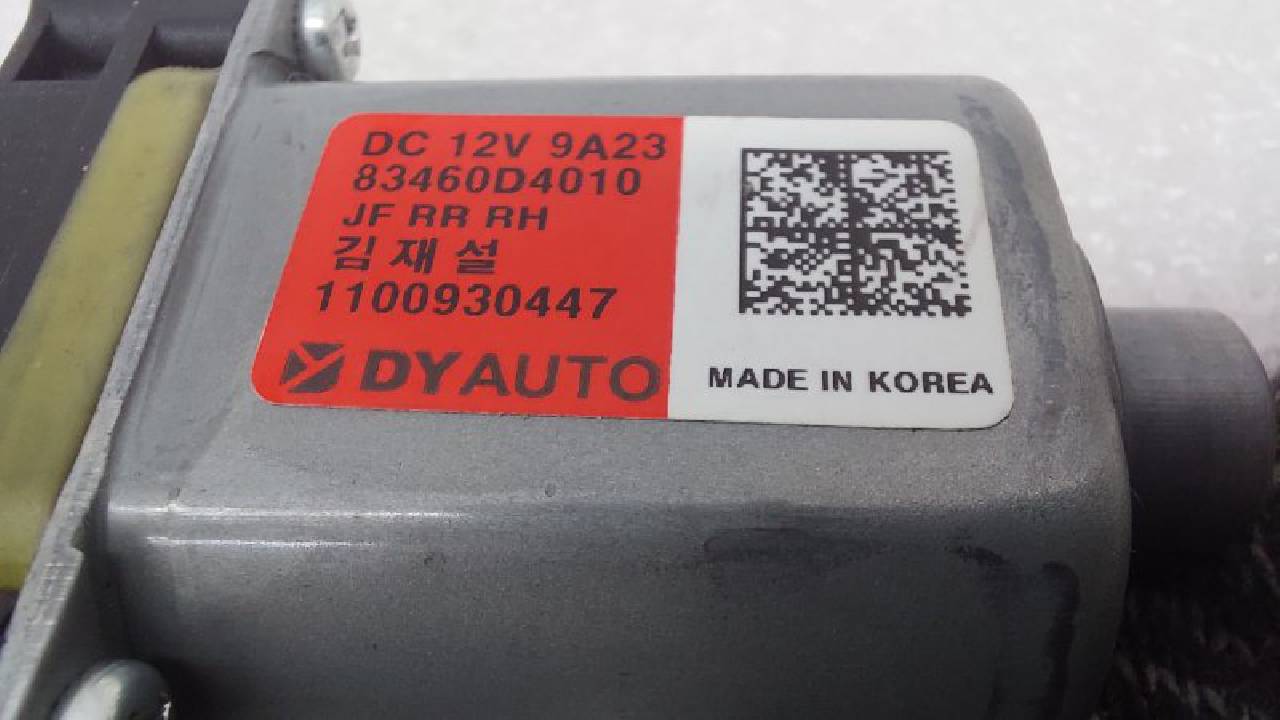 DC 12V 9A23
83460D4010
JF RR RH
김재설
1100930447
DYAUTO
MADE IN KOREA